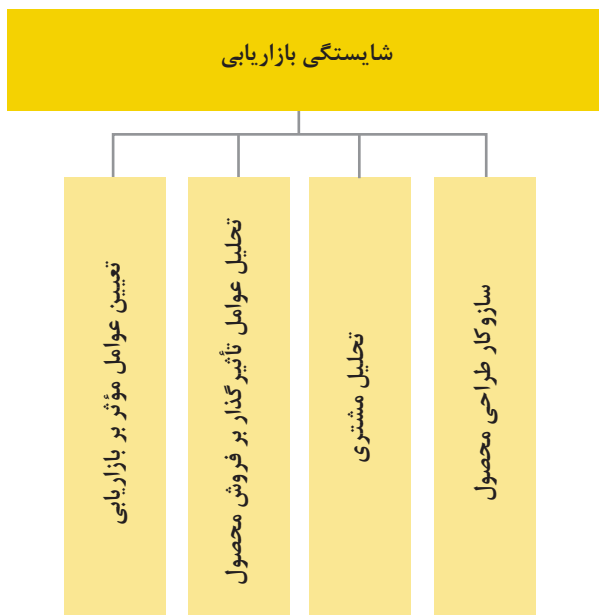 شایستگی بازاریابی
سازوکار طراحی محصول
تحلیل مشتری
تحلیل عوامل تأثیرگذار بر فروش محصول
تعیین عوامل مؤثر بر بازاریابی